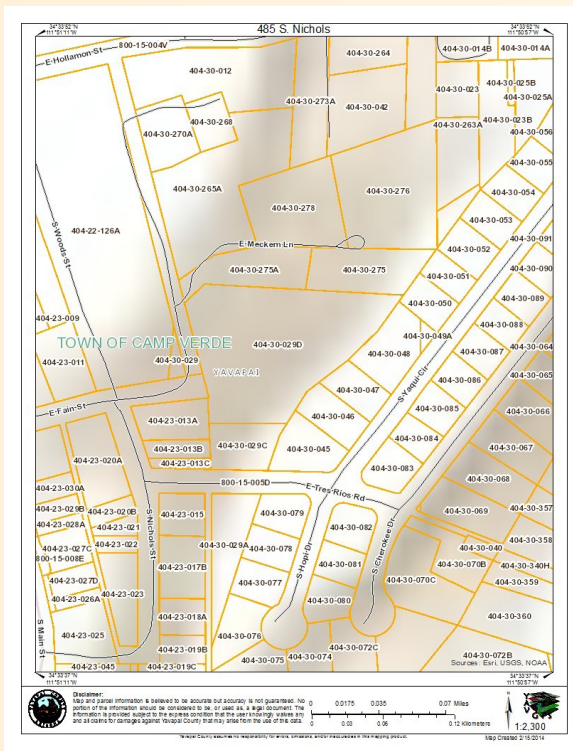 485 S. Nichols
34°33'52"N
111°51'11"W
34°33'52"N
111°50'57"W
800-15-004V
E·Hollamon·St
404-30-264
404-30-014B
404-30-014A
404-30-012
404-30-273A
404-30-042
404-30-023
404-30-025B
404-30-025A
404-30-268
404-30-270A
404-30-263A
404-30-023B
404-30-056
404-30-055
404-30-265A
404-30-278
404-30-276
404-30-054
404-22-126A
S·Woods·St
404-30-053
404-30-091
E·Meckem·Ln
404-30-052
404-30-090
404-30-275A
404-30-275
404-30-051
404-30-089
404-30-050
404-23-009
404-30-088
404-30-049A
TOWN OF CAMP VERDE
404-30-029D
404-30-048
404-30-087
404-30-064
404-23-011
404-30-029
YAVAPAI
404-30-065
404-30-086
404-30-047
S·Yaqui·Cir
E·Fain·St
404-30-085
404-30-066
404-23-013A
404-30-046
404-30-084
404-23-013B
404-30-029C
404-30-045
404-30-067
404-23-020A
404-23-013C
404-30-083
404-30-068
800-15-005D
E·Tres·Rios·Rd
404-23-030A
404-23-029B
404-23-020B
404-23-015
404-30-079
404-30-069
404-30-357
404-23-028A
404-23-021
404-30-082
S·Cherokee·Dr
404-23-027C
404-23-022
S·Nichols·St
404-30-029A
404-30-078
S·Hopi·Dr
404-30-040
404-30-358
800-15-008E
404-23-017B
404-30-081
404-30-070B
404-30-340H
404-23-027D
404-30-077
404-30-070C
404-30-359
404-23-026A
404-23-023
404-30-080
404-23-018A
404-30-360
S·Main·St
404-23-025
404-30-076
404-23-019B
404-30-072C
404-30-075
404-30-074
404-30-072B
404-23-045
404-23-019C
Sources: Esri, USGS, NOAA
34°33'37"N
111°51'11"W
34°33'37"N
111°50'57"W
Disclaimer:
Map and parcel information is believed to be accurate but accuracy is not guaranteed. No
portion of the information should be considered to be, or used as, a legal document. The
information is provided subject to the express condition that the user knowingly waives any
and all claims for damages against Yavapai County that may arise from the use of this data.
0 0.0175 0.035 0.07 Miles
0 0.03 0.06 0.12 Kilometers
1:2,300
Map Created 2/15/2014
Yavapai County assumes no responsibility for errors, omissions, and/or inaccuracies in this mapping product.